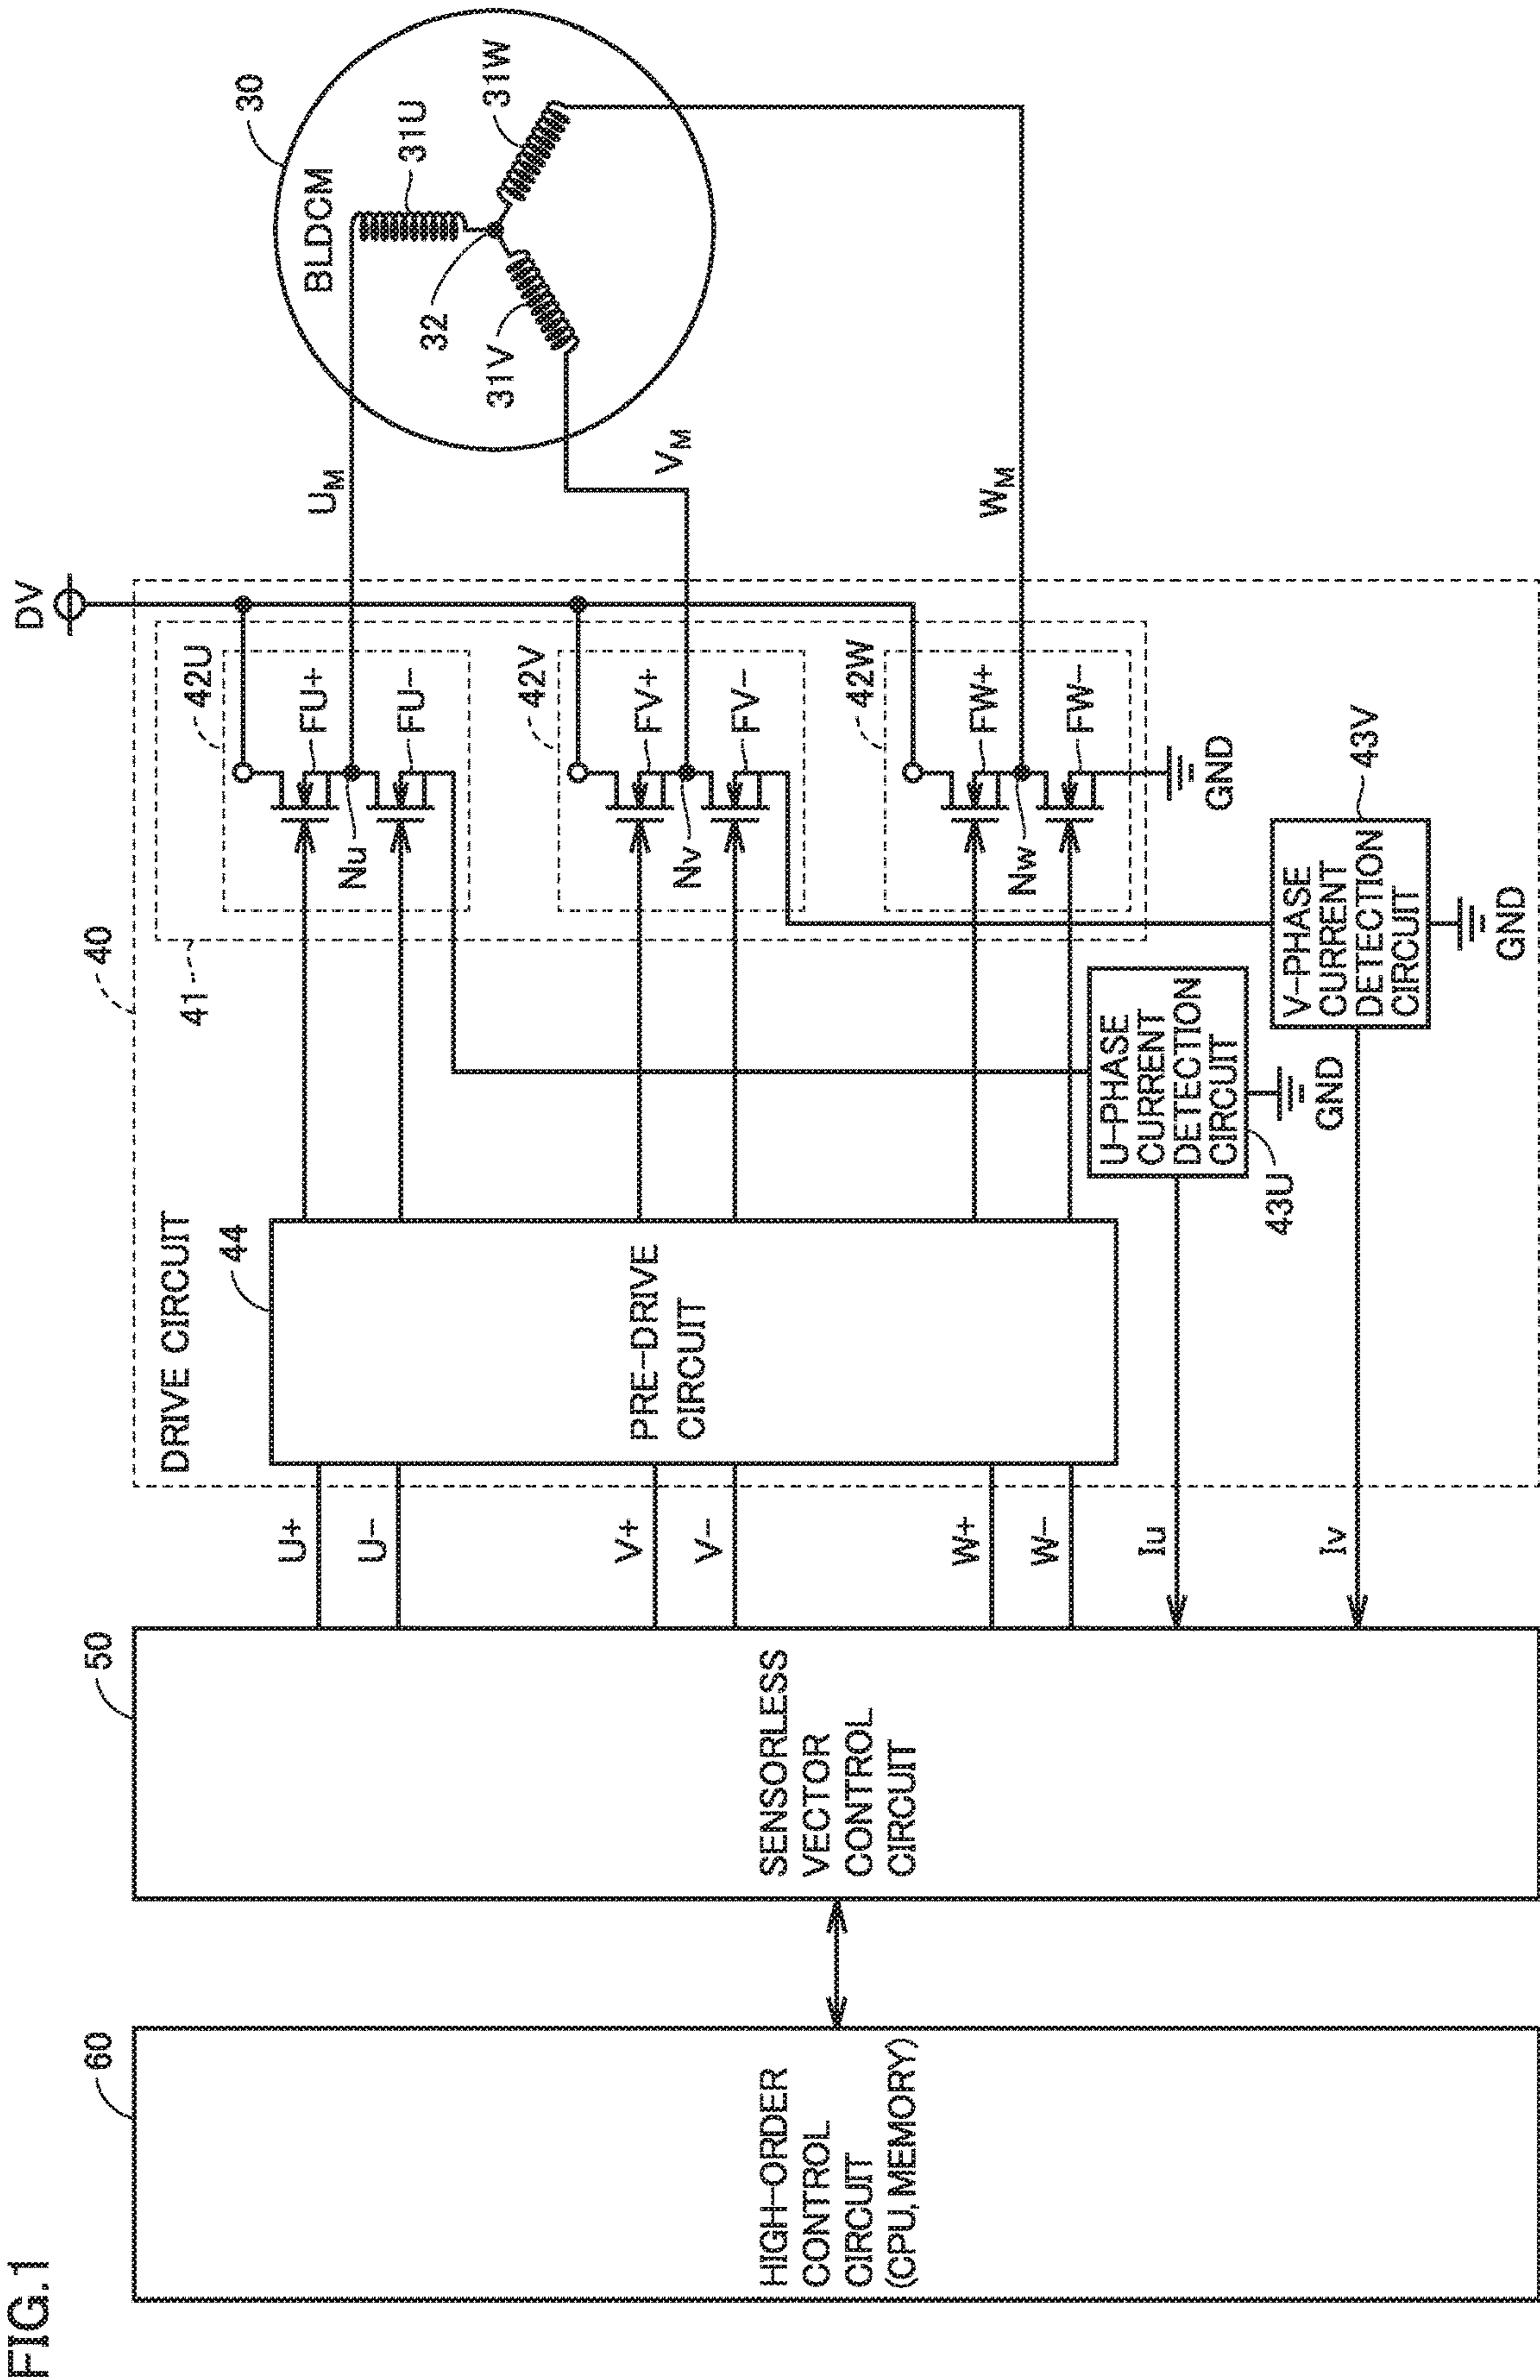 FIG.1
60
HIGH-ORDER
CONTROL
CIRCUIT
(CPU, MEMORY)
50
SENSORLESS
VECTOR
CONTROL
CIRCUIT
U+
U-
V+
V-
W+
W-
Iu
Iv
40
DRIVE CIRCUIT
44
PRE-DRIVE
CIRCUIT
41
42U
FU+
Nu
FU-
42V
FV+
Nv
FV-
42W
FW+
Nw
FW-
GND
U-PHASE
CURRENT
DETECTION
CIRCUIT
43U
GND
V-PHASE
CURRENT
DETECTION
CIRCUIT
43V
GND
DV
UM
VM
WM
30
BLDCM
31U
31W
32
31V